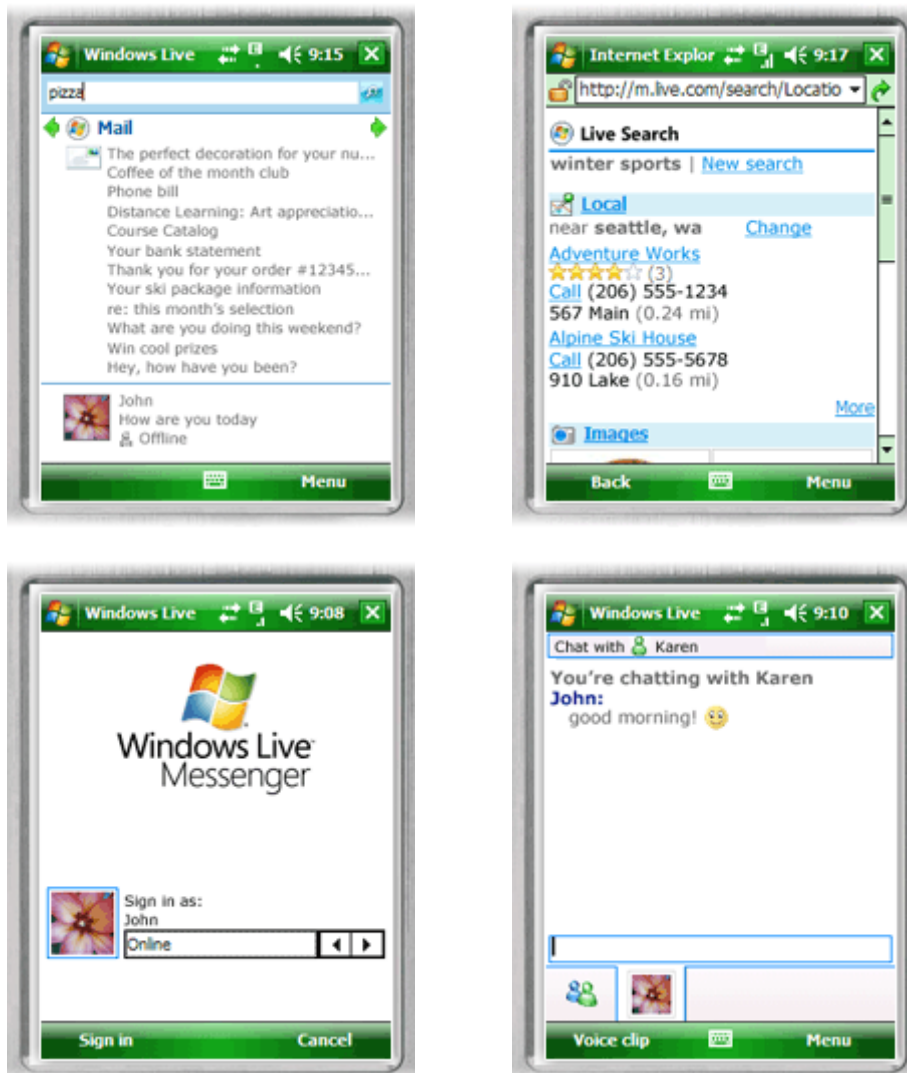 Windows Live 9:15
pizza
Mail
The perfect decoration for your nu...
Coffee of the month club
Phone bill
Distance Learning: Art appreciatio...
Course Catalog
Your bank statement
Thank you for your order #12345...
Your ski package information
re: this month's selection
What are you doing this weekend?
Win cool prizes
Hey, how have you been?
John
How are you today
Offline
Menu
Internet Explor 9:17
http://m.live.com/search/Locatio
Live Search
winter sports | New search
Local
near seattle, wa Change
Adventure Works
(3)
Call (206) 555-1234
567 Main (0.24 mi)
Alpine Ski House
Call (206) 555-5678
910 Lake (0.16 mi)
More
Images
Back Menu
Windows Live 9:08
Windows Live
Messenger
Sign in as:
John
Online
Sign in Cancel
Windows Live 9:10
Chat with Karen
You're chatting with Karen
John:
good morning!
Voice clip Menu